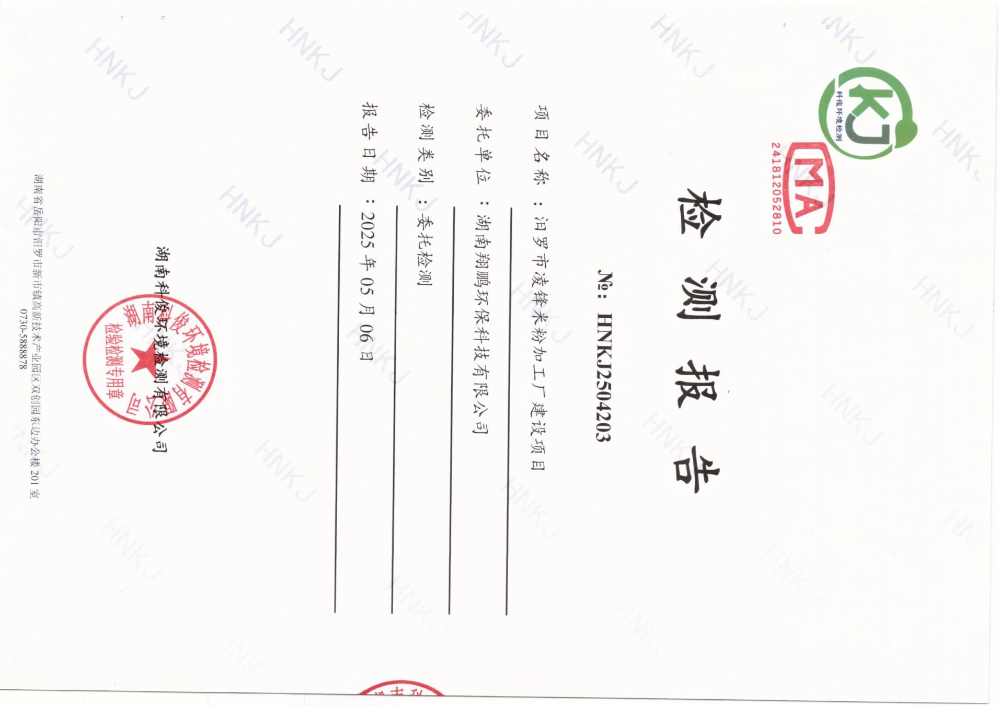 KJ
科俊环境检测
MA
241812052810
检测报告
№：HNKJ2504203
项目名称：汨罗市凌锋米粉加工厂建设项目
委托单位：湖南翔鹏环保科技有限公司
检测类别：委托检测
报告日期：2025年05月06日
湖南科俊环境检测有限公司
湖南科俊环境检测有限公司
检验检测专用章
湖南省岳阳市汨罗市新市镇高新技术产业园区双创园东边办公楼 201 室
0730-5888878
HNKJ